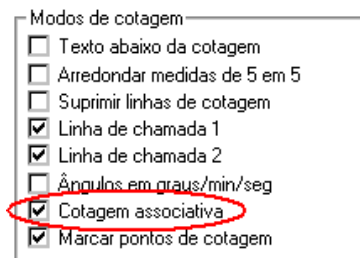 Modos de cotagem
Texto abaixo da cotagem
Arredondar medidas de 5 em 5
Suprimir linhas de cotagem
Linha de chamada 1
Linha de chamada 2
Ângulos em graus/min/seg
Cotagem associativa
Marcar pontos de cotagem